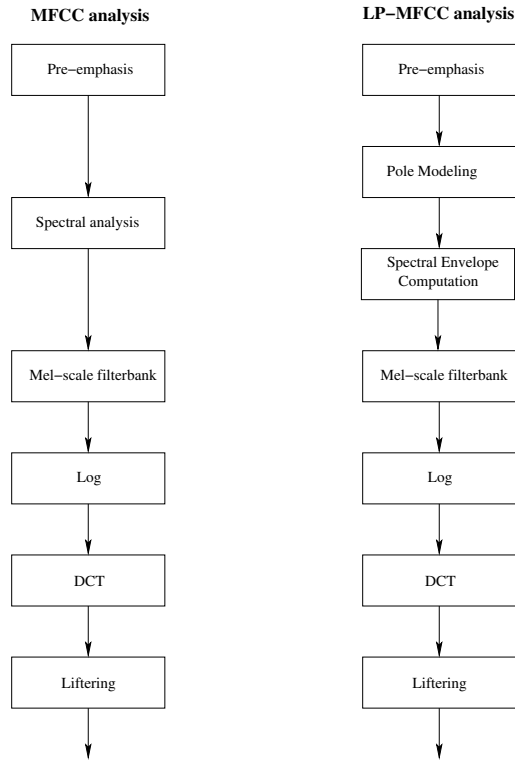 MFCC analysis
Pre−emphasis
Spectral analysis
Mel−scale filterbank
Log
DCT
Liftering
LP−MFCC analysis
Pre−emphasis
Pole Modeling
Spectral Envelope
Computation
Mel−scale filterbank
Log
DCT
Liftering